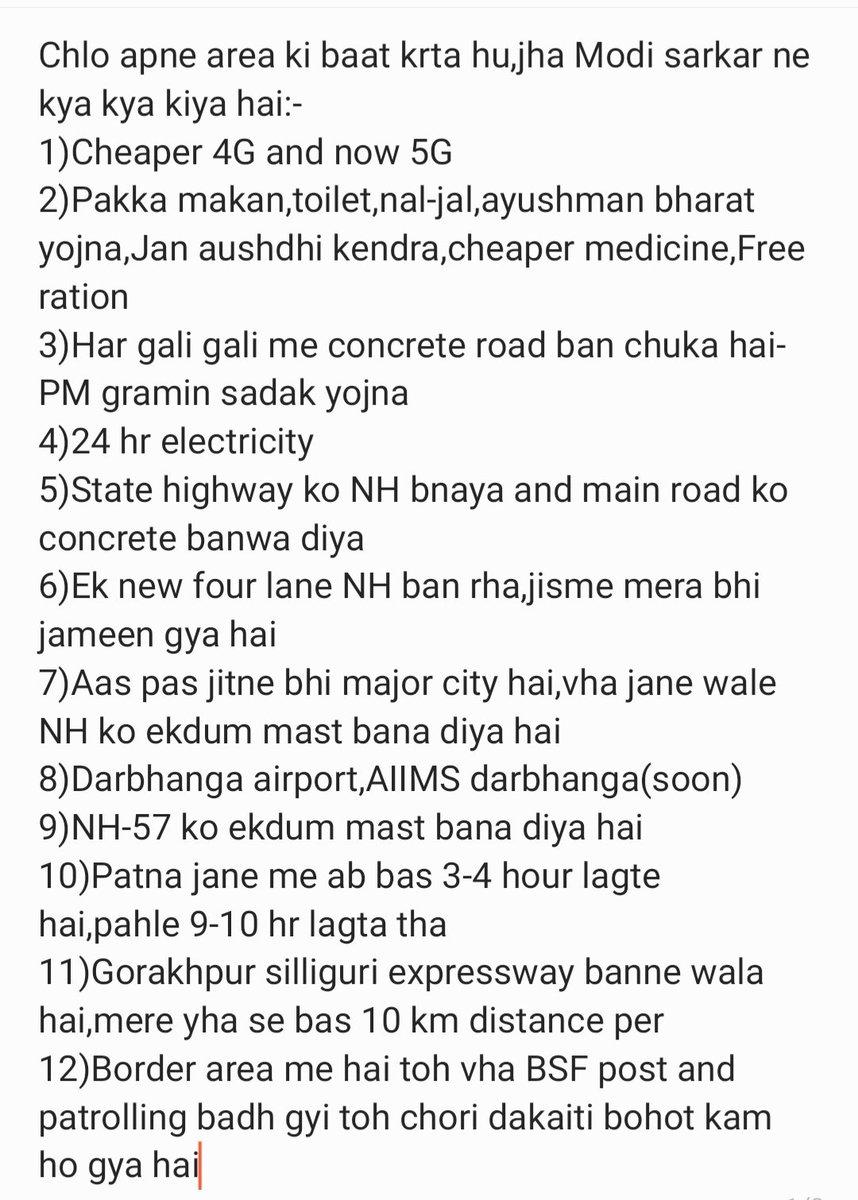 Chlo apne area ki baat krta hu,jha Modi sarkar ne
kya kya kiya hai:-
1)Cheaper 4G and now 5G
2)Pakka makan,toilet,nal-jal,ayushman bharat
yojna,Jan aushdhi kendra,cheaper medicine,Free
ration
3)Har gali gali me concrete road ban chuka hai-
PM gramin sadak yojna
4)24 hr electricity
5)State highway ko NH bnaya and main road ko
concrete banwa diya
6)Ek new four lane NH ban rha,jisme mera bhi
jameen gya hai
7)Aas pas jitne bhi major city hai,vha jane wale
NH ko ekdum mast bana diya hai
8)Darbhanga airport,AIIMS darbhanga(soon)
9)NH-57 ko ekdum mast bana diya hai
10)Patna jane me ab bas 3-4 hour lagte
hai,pahle 9-10 hr lagta tha
11)Gorakhpur silliguri expressway banne wala
hai,mere yha se bas 10 km distance per
12)Border area me hai toh vha BSF post and
patrolling badh gyi toh chori dakaiti bohot kam
ho gya hai